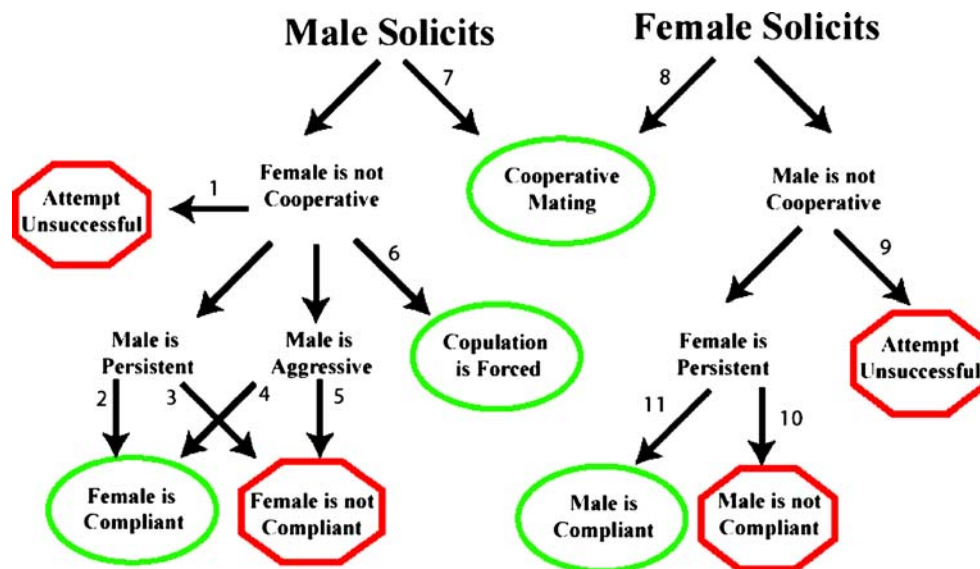 Male Solicits
Female Solicits
7
8
Female is not
Cooperative
1
Attempt
Unsuccessful
Cooperative
Mating
Male is not
Cooperative
6
9
Male is
Persistent
Male is
Aggressive
Copulation
is Forced
Female is
Persistent
Attempt
Unsuccessful
2
3
4
5
11
10
Female is
Compliant
Female is not
Compliant
Male is
Compliant
Male is not
Compliant